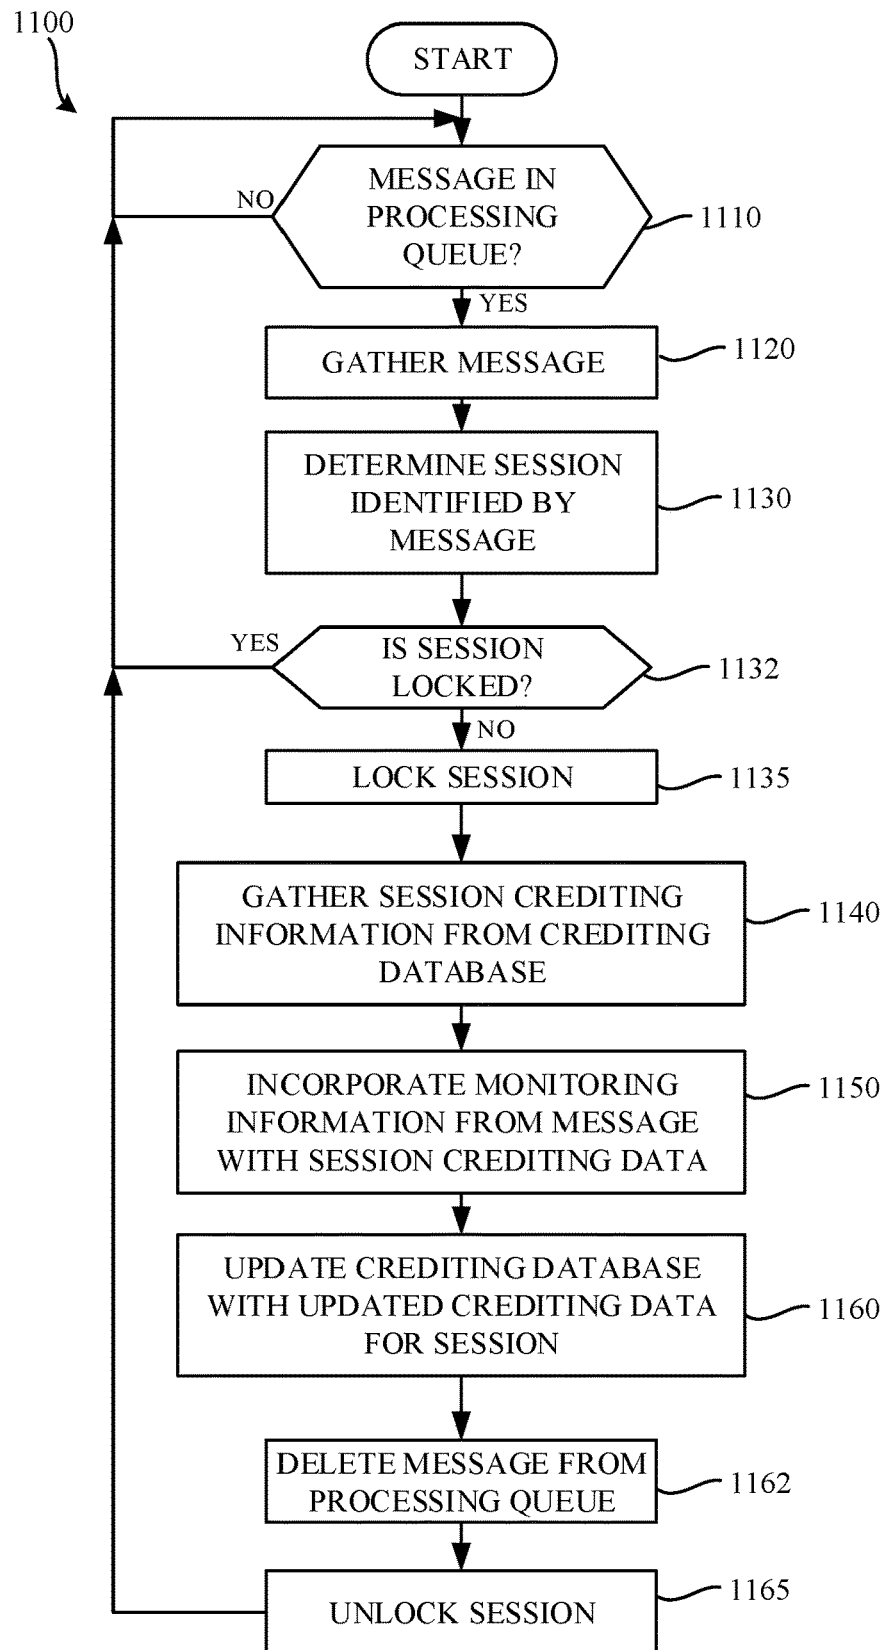 1100
START
MESSAGE IN
PROCESSING
QUEUE?
NO
1110
YES
GATHER MESSAGE
1120
DETERMINE SESSION
IDENTIFIED BY
MESSAGE
1130
YES
IS SESSION
LOCKED?
1132
NO
LOCK SESSION
1135
GATHER SESSION CREDITING
INFORMATION FROM CREDITING
DATABASE
1140
INCORPORATE MONITORING
INFORMATION FROM MESSAGE
WITH SESSION CREDITING DATA
1150
UPDATE CREDITING DATABASE
WITH UPDATED CREDITING DATA
FOR SESSION
1160
DELETE MESSAGE FROM
PROCESSING QUEUE
1162
UNLOCK SESSION
1165